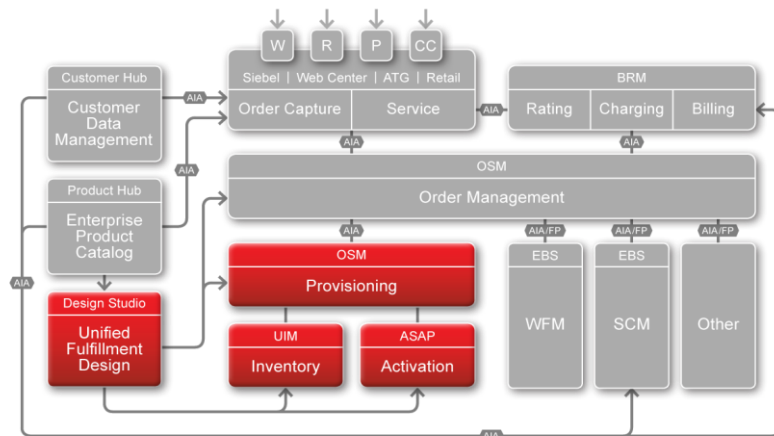 W R P CC
Siebel | Web Center | ATG | Retail
Order Capture
Service
Customer Hub
Customer
Data
Management
AIA
AIA
BRM
Rating
Charging
Billing
AIA
AIA
AIA
OSM
Order Management
Product Hub
Enterprise
Product
Catalog
AIA
AIA
AIA
AIA/FP
AIA/FP
AIA/FP
OSM
Provisioning
EBS
WFM
EBS
SCM
Other
Design Studio
Unified
Fulfillment
Design
UIM
Inventory
ASAP
Activation
AIA